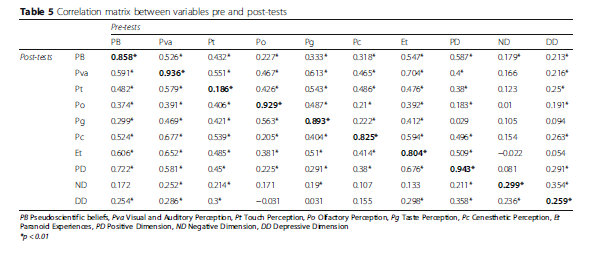 Table 5 Correlation matrix between variables pre and post-tests
Pre-tests
PB Pva Pt Po Pg Pc Et PD ND DD
Post-tests PB 0.858* 0.526* 0.432* 0.227* 0.333* 0.318* 0.547* 0.587* 0.179* 0.213*
Pva 0.591* 0.936* 0.551* 0.467* 0.613* 0.465* 0.704* 0.4* 0.166 0.216*
Pt 0.482* 0.579* 0.186* 0.426* 0.543* 0.486* 0.476* 0.38* 0.123 0.25*
Po 0.374* 0.391* 0.406* 0.929* 0.487* 0.21* 0.392* 0.183* 0.01 0.191*
Pg 0.299* 0.469* 0.421* 0.563* 0.893* 0.222* 0.412* 0.029 0.105 0.094
Pc 0.524* 0.677* 0.539* 0.205* 0.404* 0.825* 0.594* 0.496* 0.154 0.263*
Et 0.606* 0.652* 0.485* 0.381* 0.51* 0.414* 0.804* 0.509* −0.022 0.054
PD 0.722* 0.581* 0.45* 0.225* 0.291* 0.38* 0.676* 0.943* 0.081 0.291*
ND 0.172 0.252* 0.214* 0.171 0.19* 0.107 0.133 0.211* 0.299* 0.354*
DD 0.254* 0.286* 0.3* −0.031 0.031 0.155 0.298* 0.358* 0.236* 0.259*
PB Pseudoscientific beliefs, Pva Visual and Auditory Perception, Pt Touch Perception, Po Olfactory Perception, Pg Taste Perception, Pc Cenesthetic Perception, Et
Paranoid Experiences, PD Positive Dimension, ND Negative Dimension, DD Depressive Dimension
*p < 0.01